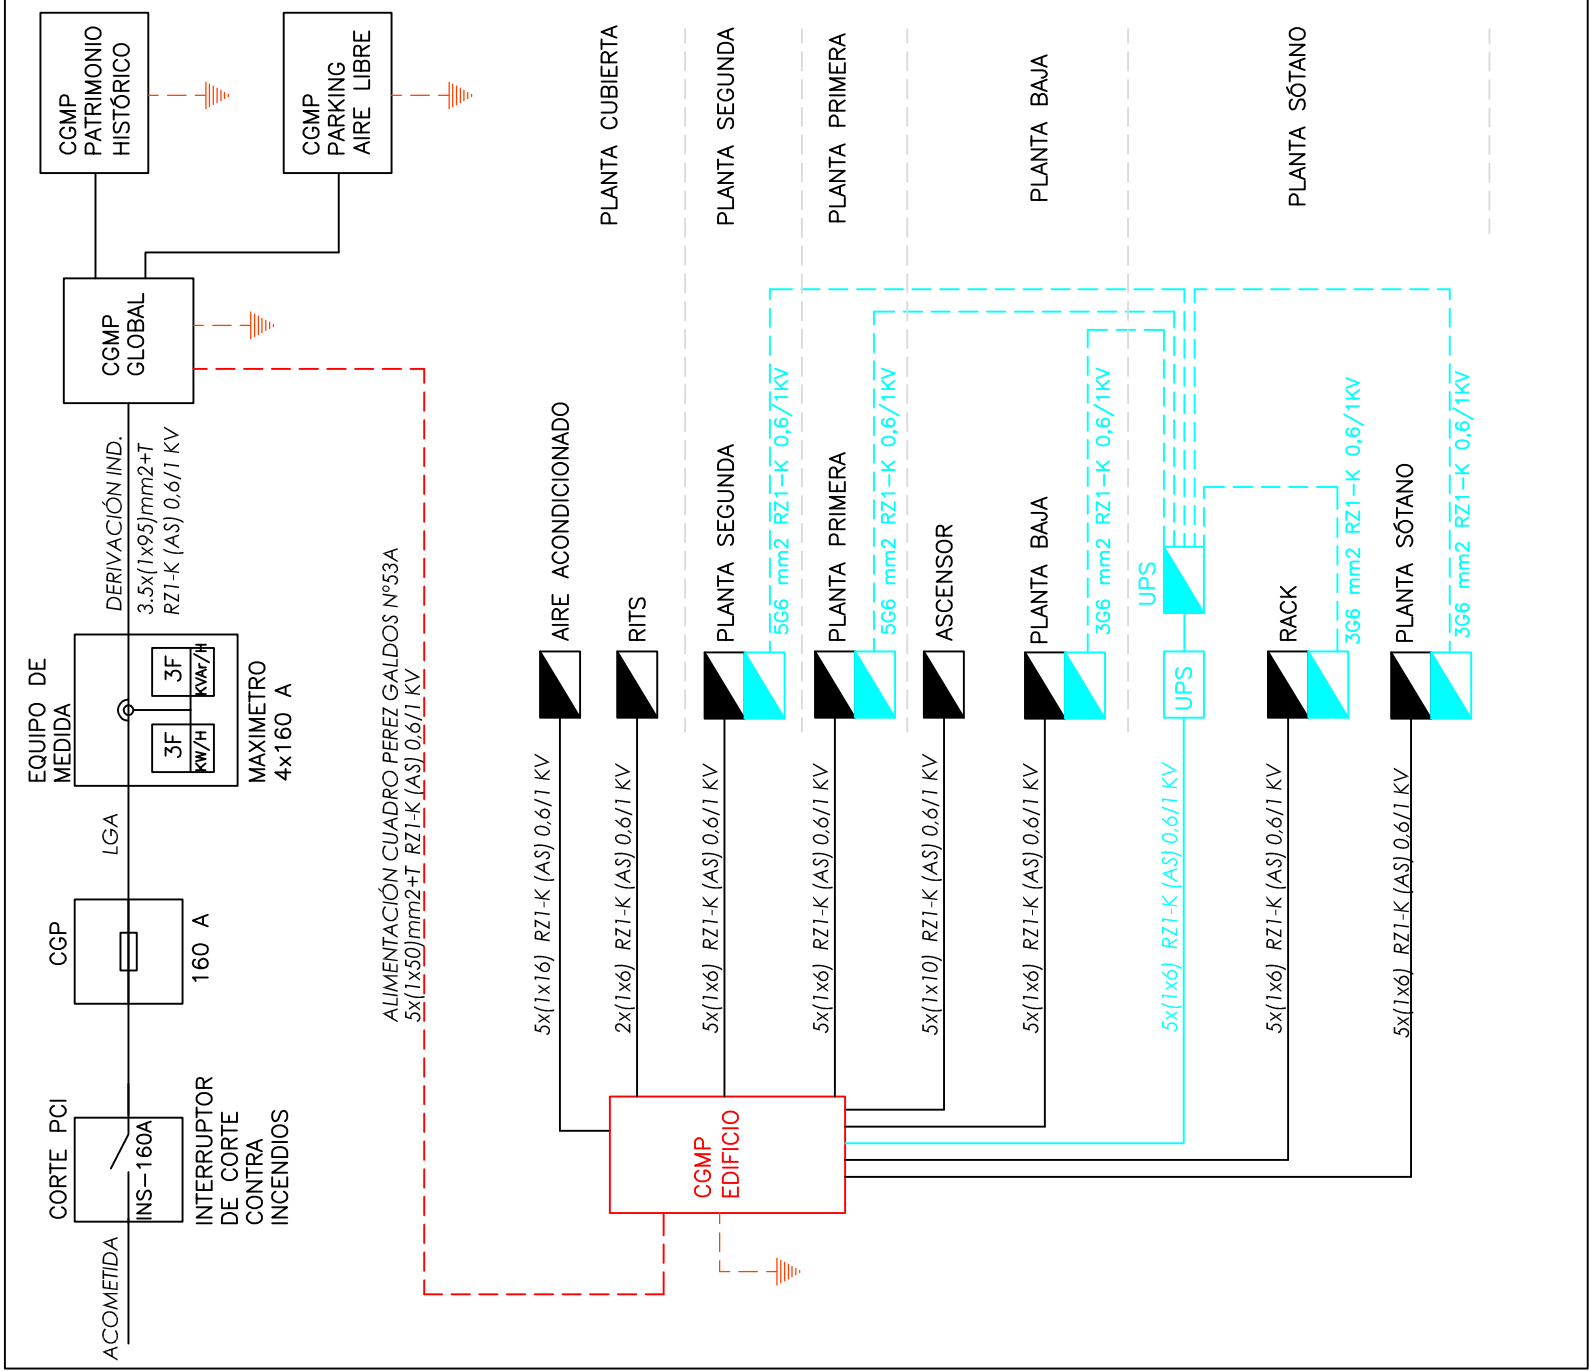 ACOMETIDA
CORTE PCI
INS-160A
INTERRUPTOR
DE CORTE
CONTRA
INCENDIOS
CGP
160 A
LGA
EQUIPO DE
MEDIDA
3F
KW/H
3F
KVAr/H
MAXIMETRO
4x160 A
DERIVACIÓN IND.
3.5x(1x95)mm2+T
RZ1-K (AS) 0,6/1 KV
CGMP
GLOBAL
CGMP
PATRIMONIO
HISTÓRICO
CGMP
PARKING
AIRE LIBRE
ALIMENTACIÓN CUADRO PEREZ GALDOS Nº53A
5x(1x50)mm2+T RZ1-K (AS) 0,6/1 KV
CGMP
EDIFICIO
5x(1x16) RZ1-K (AS) 0,6/1 KV
AIRE ACONDICIONADO
PLANTA CUBIERTA
2x(1x6) RZ1-K (AS) 0,6/1 KV
RITS
5x(1x6) RZ1-K (AS) 0,6/1 KV
PLANTA SEGUNDA
PLANTA SEGUNDA
5G6 mm2 RZ1-K 0,6/1KV
5x(1x6) RZ1-K (AS) 0,6/1 KV
PLANTA PRIMERA
PLANTA PRIMERA
5G6 mm2 RZ1-K 0,6/1KV
5x(1x10) RZ1-K (AS) 0,6/1 KV
ASCENSOR
5x(1x6) RZ1-K (AS) 0,6/1 KV
PLANTA BAJA
PLANTA BAJA
3G6 mm2 RZ1-K 0,6/1KV
5x(1x6) RZ1-K (AS) 0,6/1 KV
UPS
UPS
5x(1x6) RZ1-K (AS) 0,6/1 KV
RACK
PLANTA SÓTANO
3G6 mm2 RZ1-K 0,6/1KV
5x(1x6) RZ1-K (AS) 0,6/1 KV
PLANTA SÓTANO
3G6 mm2 RZ1-K 0,6/1KV